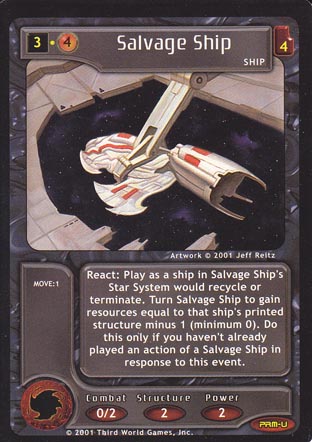 3 • 4
Salvage Ship
4
SHIP
Artwork © 2001 Jeff Reitz
MOVE:1
React: Play as a ship in Salvage Ship's
Star System would recycle or
terminate. Turn Salvage Ship to gain
resources equal to that ship's printed
structure minus 1 (minimum 0). Do
this only if you haven't already
played an action of a Salvage Ship in
response to this event.
Combat Structure Power
0/2 2 2
PRM-U
© 2001 Third World Games, Inc.